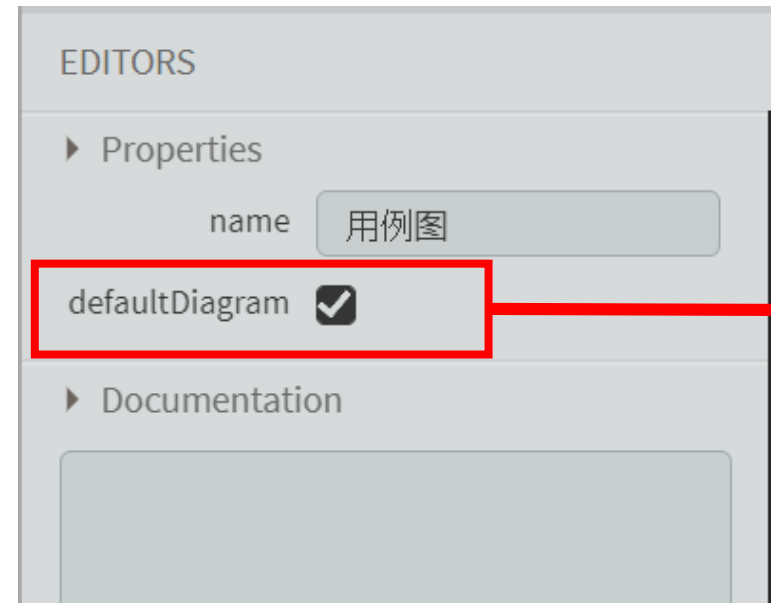 EDITORS
Properties
name 用例图
defaultDiagram
Documentation